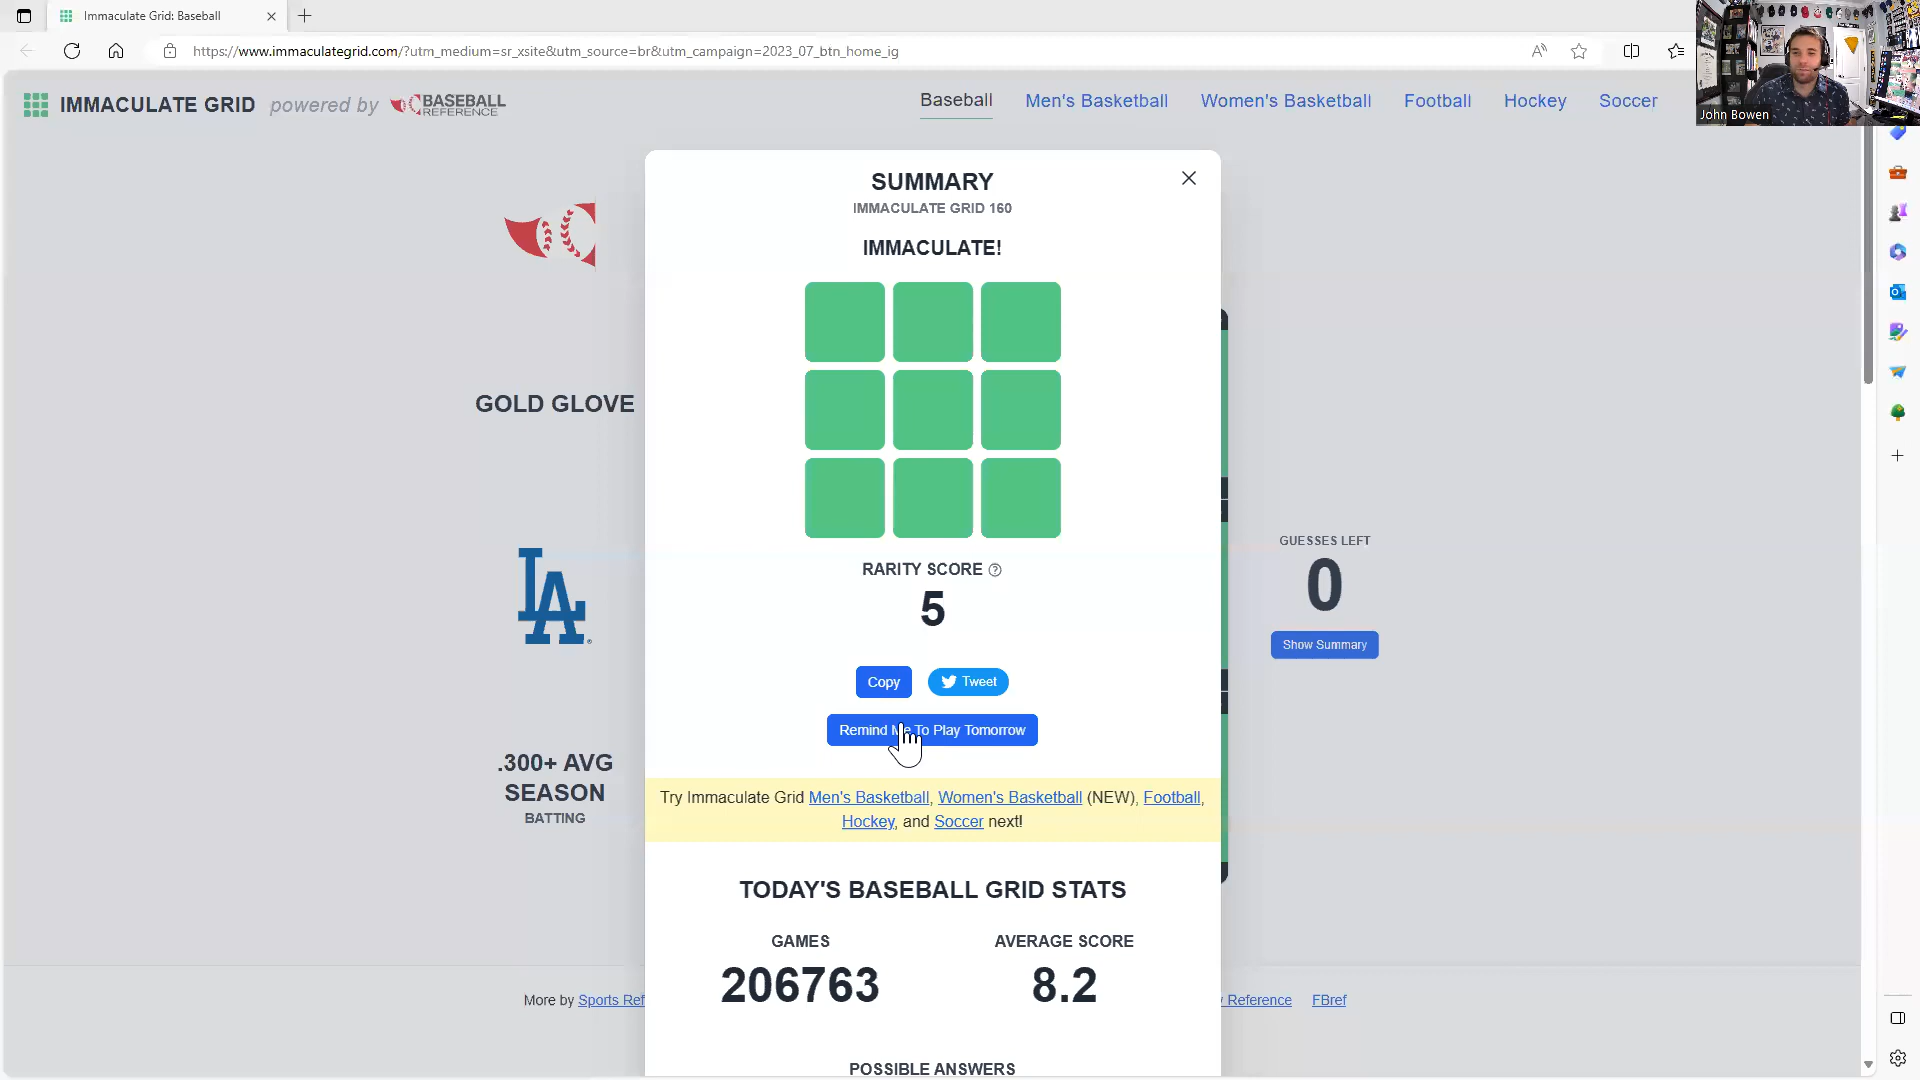 Immaculate Grid: Baseball
https://www.immaculategrid.com/?utm_medium=sr_xsite&utm_source=br&utm_campaign=2023_07_btn_home_ig
John Bowen
IMMACULATE GRID powered by BASEBALL REFERENCE
Baseball Men's Basketball Women's Basketball Football Hockey Soccer
SUMMARY
IMMACULATE GRID 160
IMMACULATE!
GOLD GLOVE
LA
.300+ AVG
SEASON
BATTING
GUESSES LEFT
0
Show Summary
RARITY SCORE ?
5
Copy Tweet
Remind Me To Play Tomorrow
Try Immaculate Grid Men's Basketball, Women's Basketball (NEW), Football,
Hockey, and Soccer next!
TODAY'S BASEBALL GRID STATS
GAMES AVERAGE SCORE
206763 8.2
More by Sports Ref
Reference FBref
POSSIBLE ANSWERS